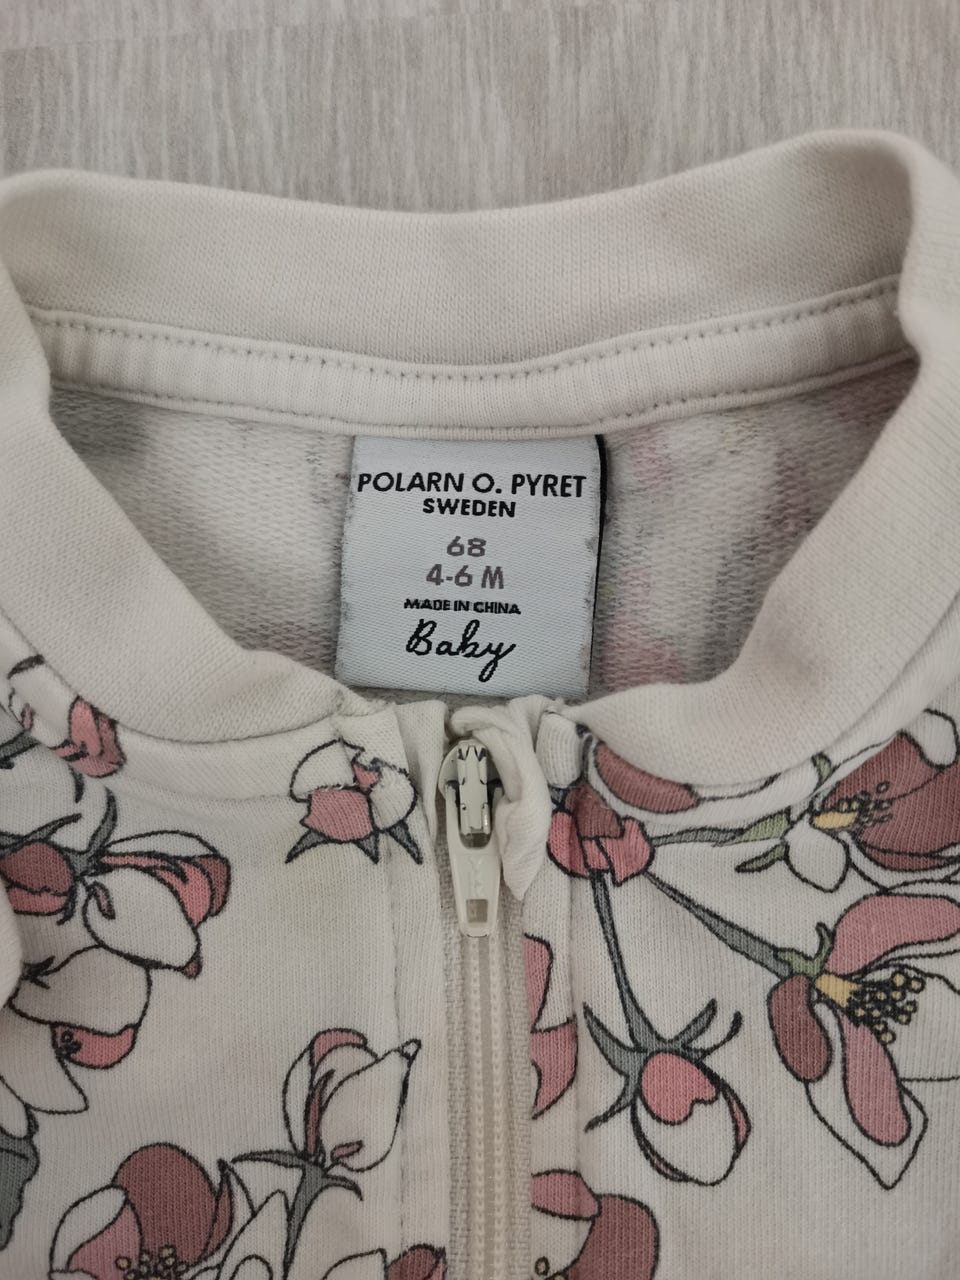 POLARN O. PYRET
SWEDEN
68
4-6 M
MADE IN CHINA
Baby